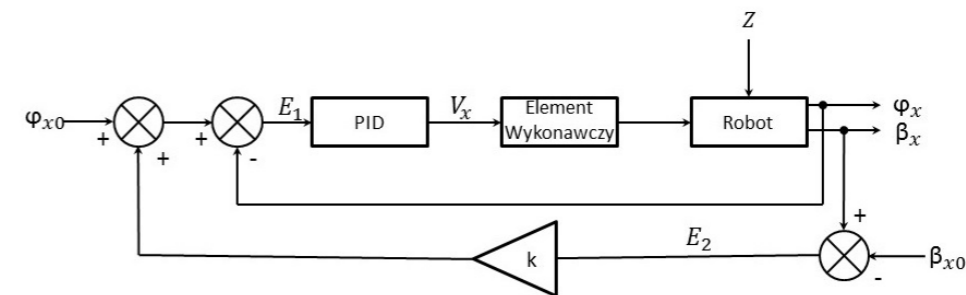 Z
φx0
+
+
+
-
E1
PID
Vx
Element
Wykonawczy
Robot
φx
βx
k
E2
+
-
βx0